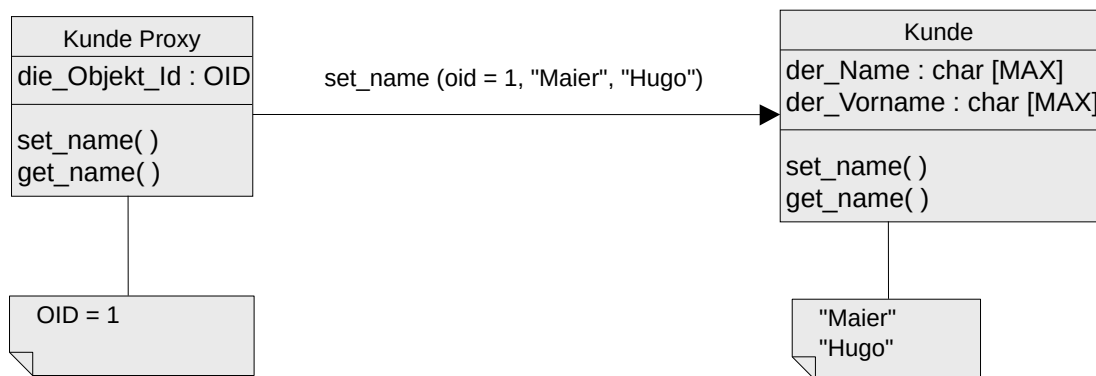 Kunde Proxy
die_Objekt_Id : OID
set_name( )
get_name( )
set_name (oid = 1, "Maier", "Hugo")
Kunde
der_Name : char [MAX]
der_Vorname : char [MAX]
set_name( )
get_name( )
OID = 1
"Maier"
"Hugo"